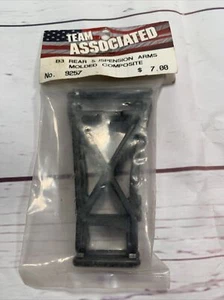 TEAM
ASSOCIATED
B3 REAR SUSPENSION ARMS
MOLDED COMPOSITE
No. 9257 $ 7.00